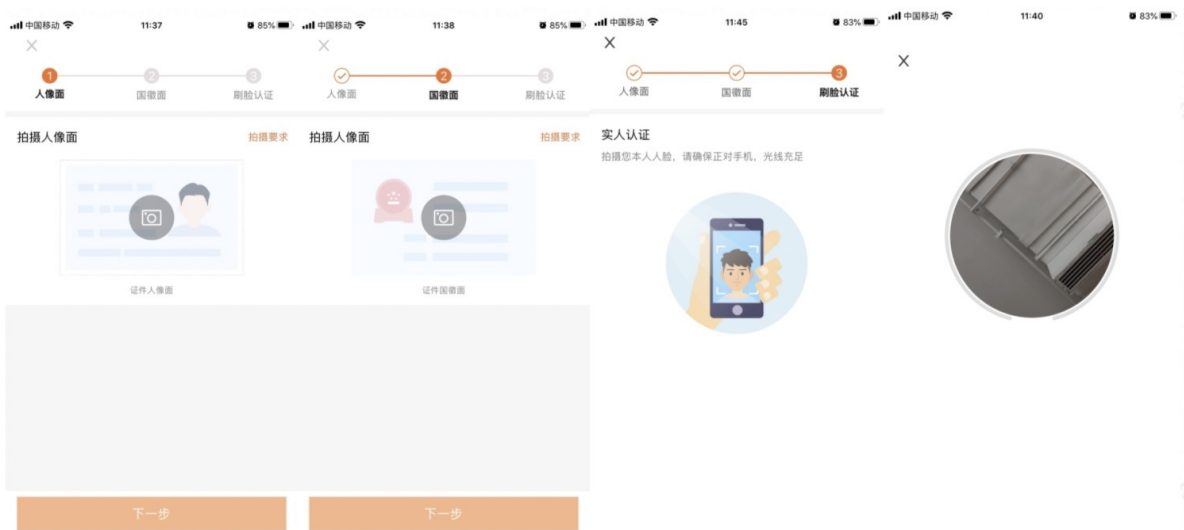 中国移动
11:37
85%
1
2
3
人像面
国徽面
刷脸认证
拍摄人像面
拍摄要求
证件人像面
下一步
中国移动
11:38
85%
2
3
人像面
国徽面
刷脸认证
拍摄人像面
拍摄要求
证件国徽面
下一步
中国移动
11:45
83%
3
人像面
国徽面
刷脸认证
实人认证
拍摄您本人人脸，请确保正对手机，光线充足
中国移动
11:40
83%